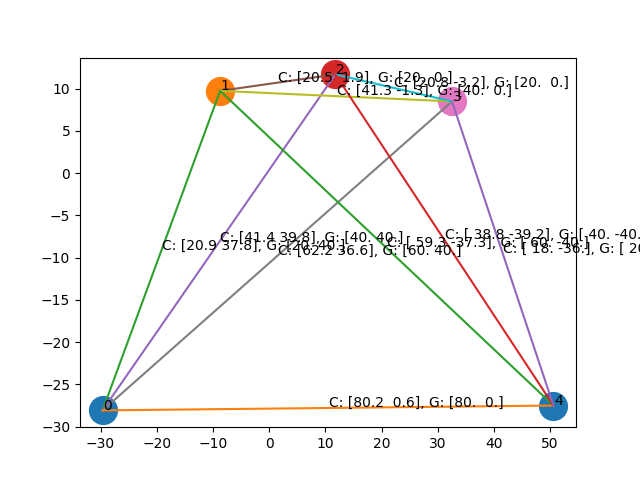 2
1
3
C: [20.5 1.9], G: [20. 0.]
C: [20.8 -3.2], G: [20. 0.]
C: [41.3 -1.3], G: [40. 0.]
C: [ 38.8 -39.2], G: [ 40. -40.
C: [41.4 39.8], G: [40. 40.]
C: [ 59.3 -37.3], G: [ 60. -40.]
C: [20.9 37.8], G: [20. 40.]
C: [ 18. -36.], G: [ 20
C: [62.2 36.6], G: [60. 40.]
0
4
C: [80.2 0.6], G: [80. 0.]
10
5
0
−5
−10
−15
−20
−25
−30
−30 −20 −10 0 10 20 30 40 50